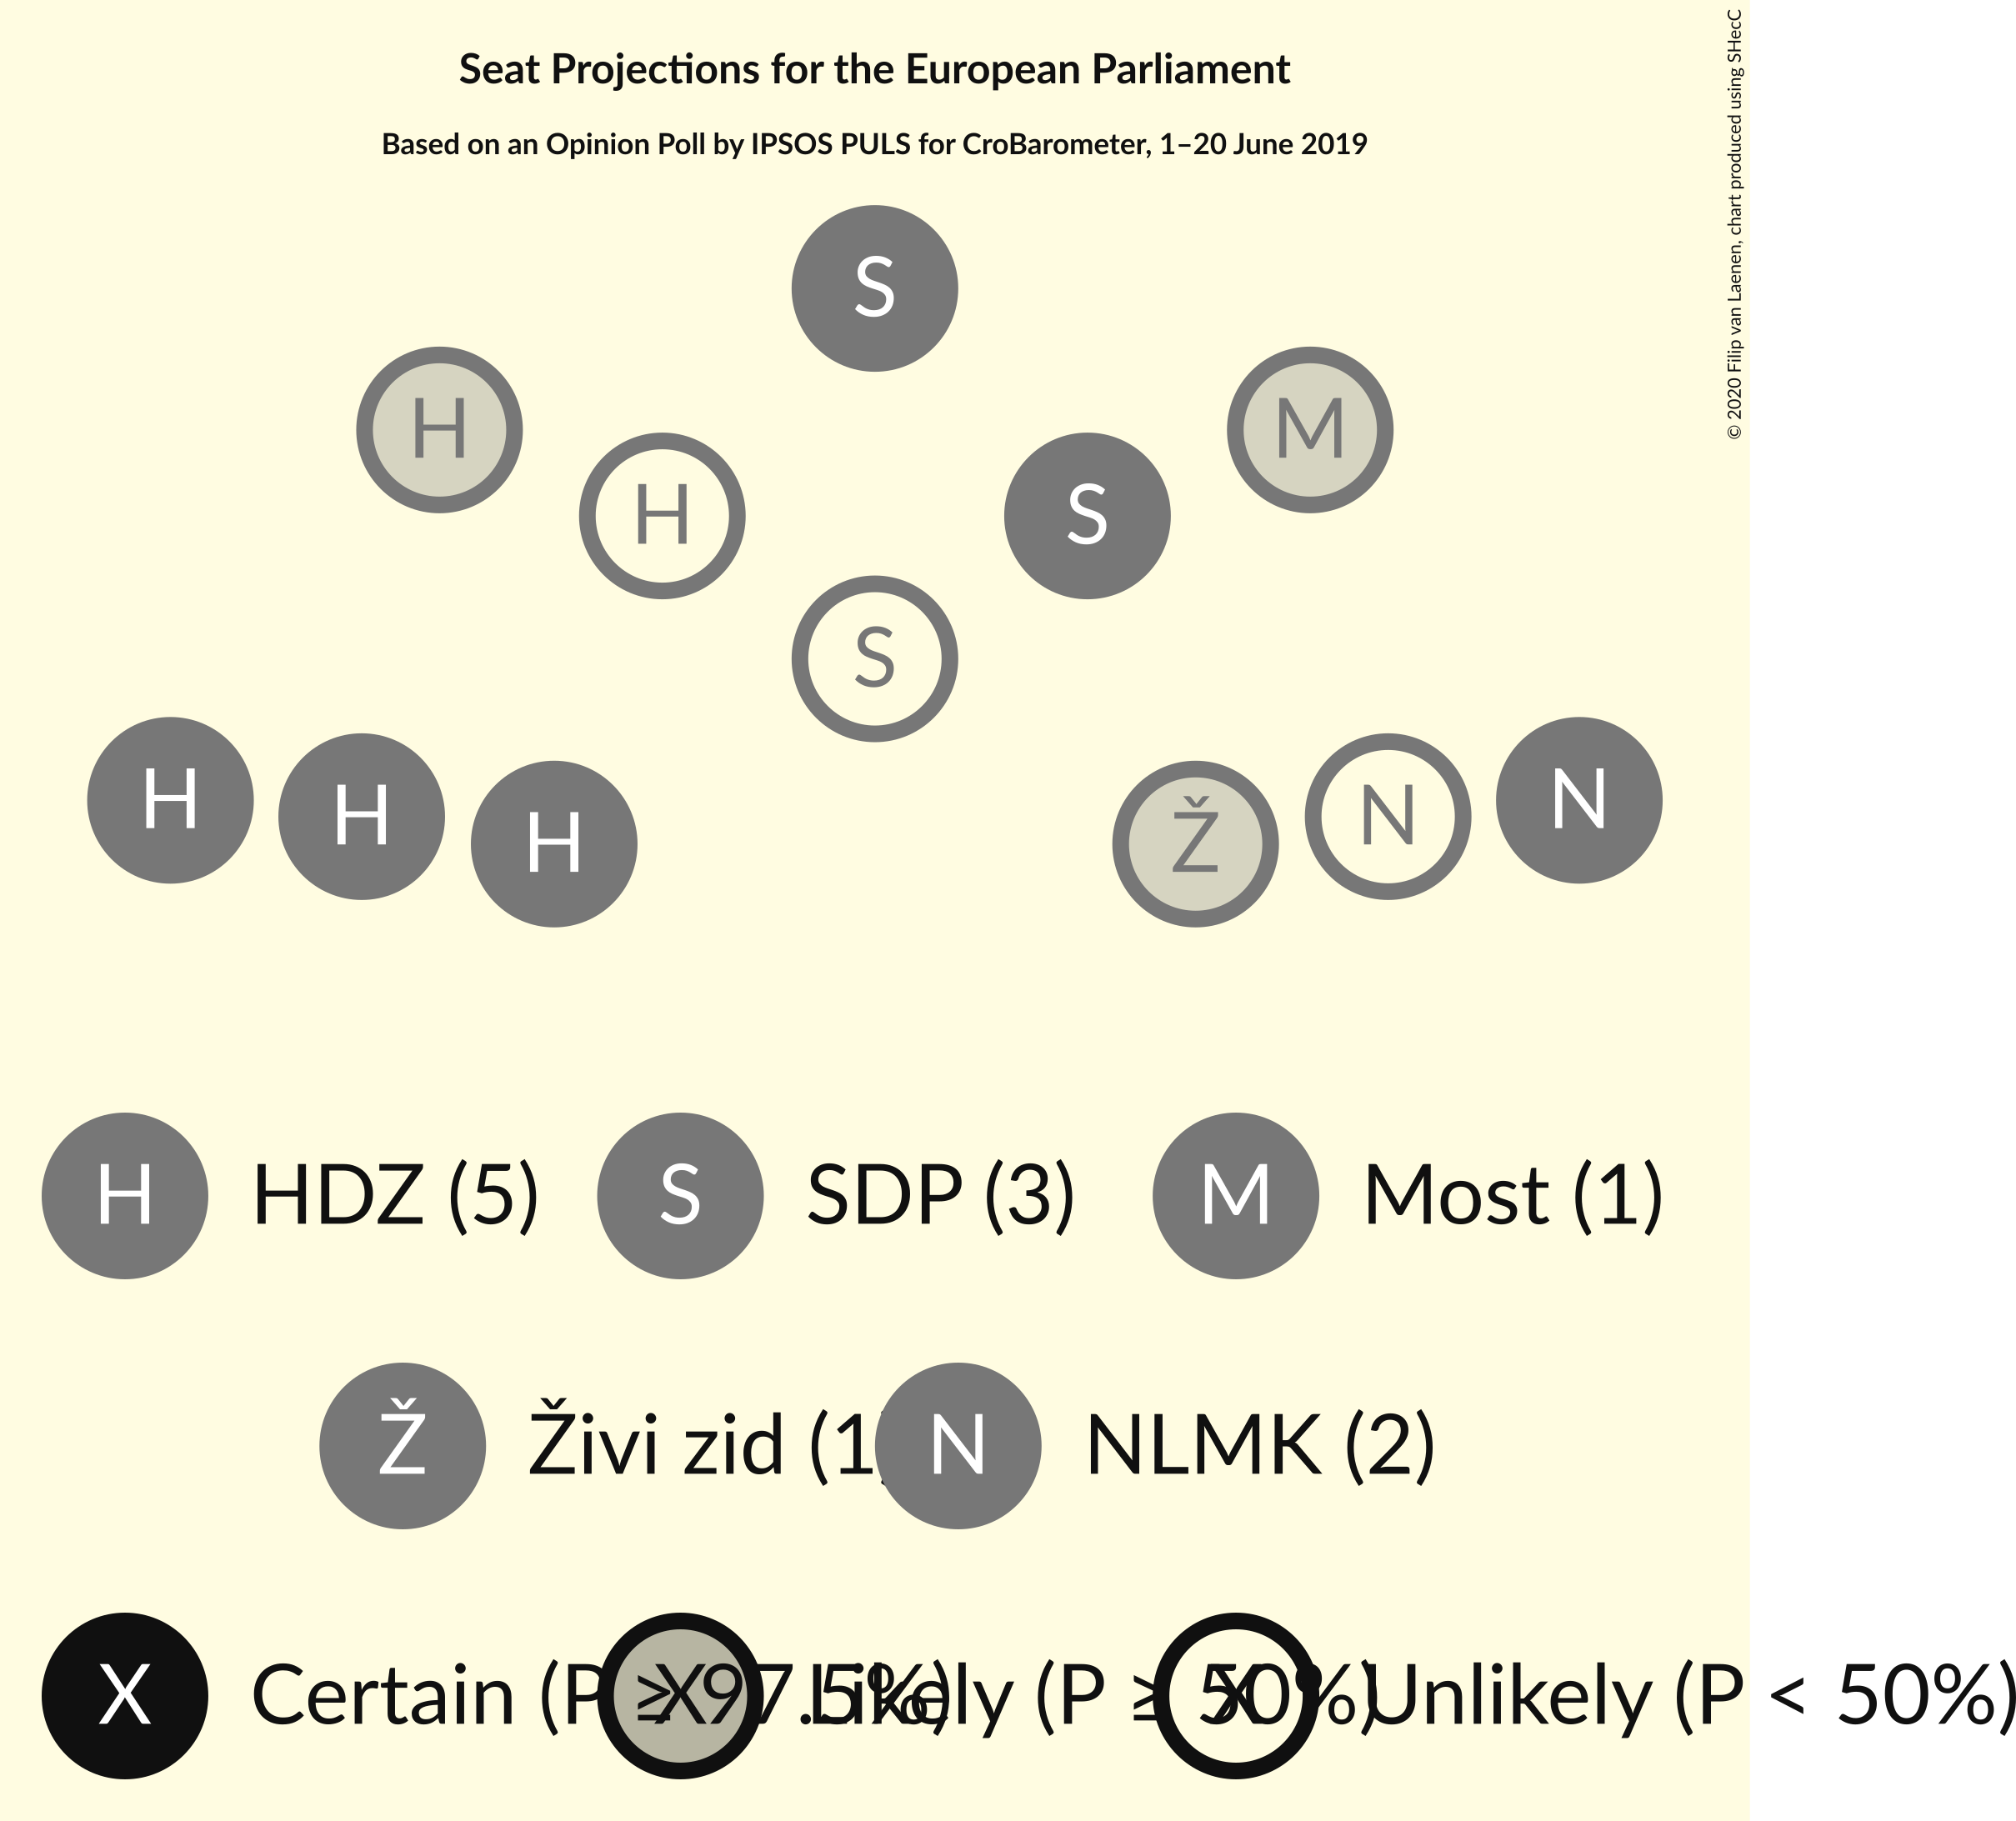 Seat Projections for the European Parliament
Based on an Opinion Poll by IPSOS PULS for CroBarometer, 1–20 June 2019
© 2020 Filip van Laenen, chart produced using SHecC
S
H M
H S
S
H H H Ž N N
H HDZ (5) S SDP (3) M Most (1)
Ž Živi zid (1 N NLMK (2)
X Certain (P ≥ 97.5%) X Likely (P ≥ 50%) X Unlikely (P < 50%)